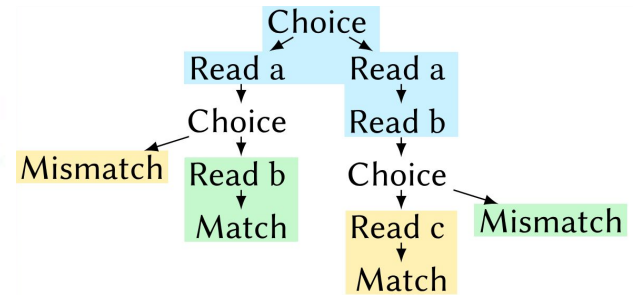 Choice
Read a Read a
Choice Read b
Mismatch Read b Choice
Match Read c Mismatch
Match